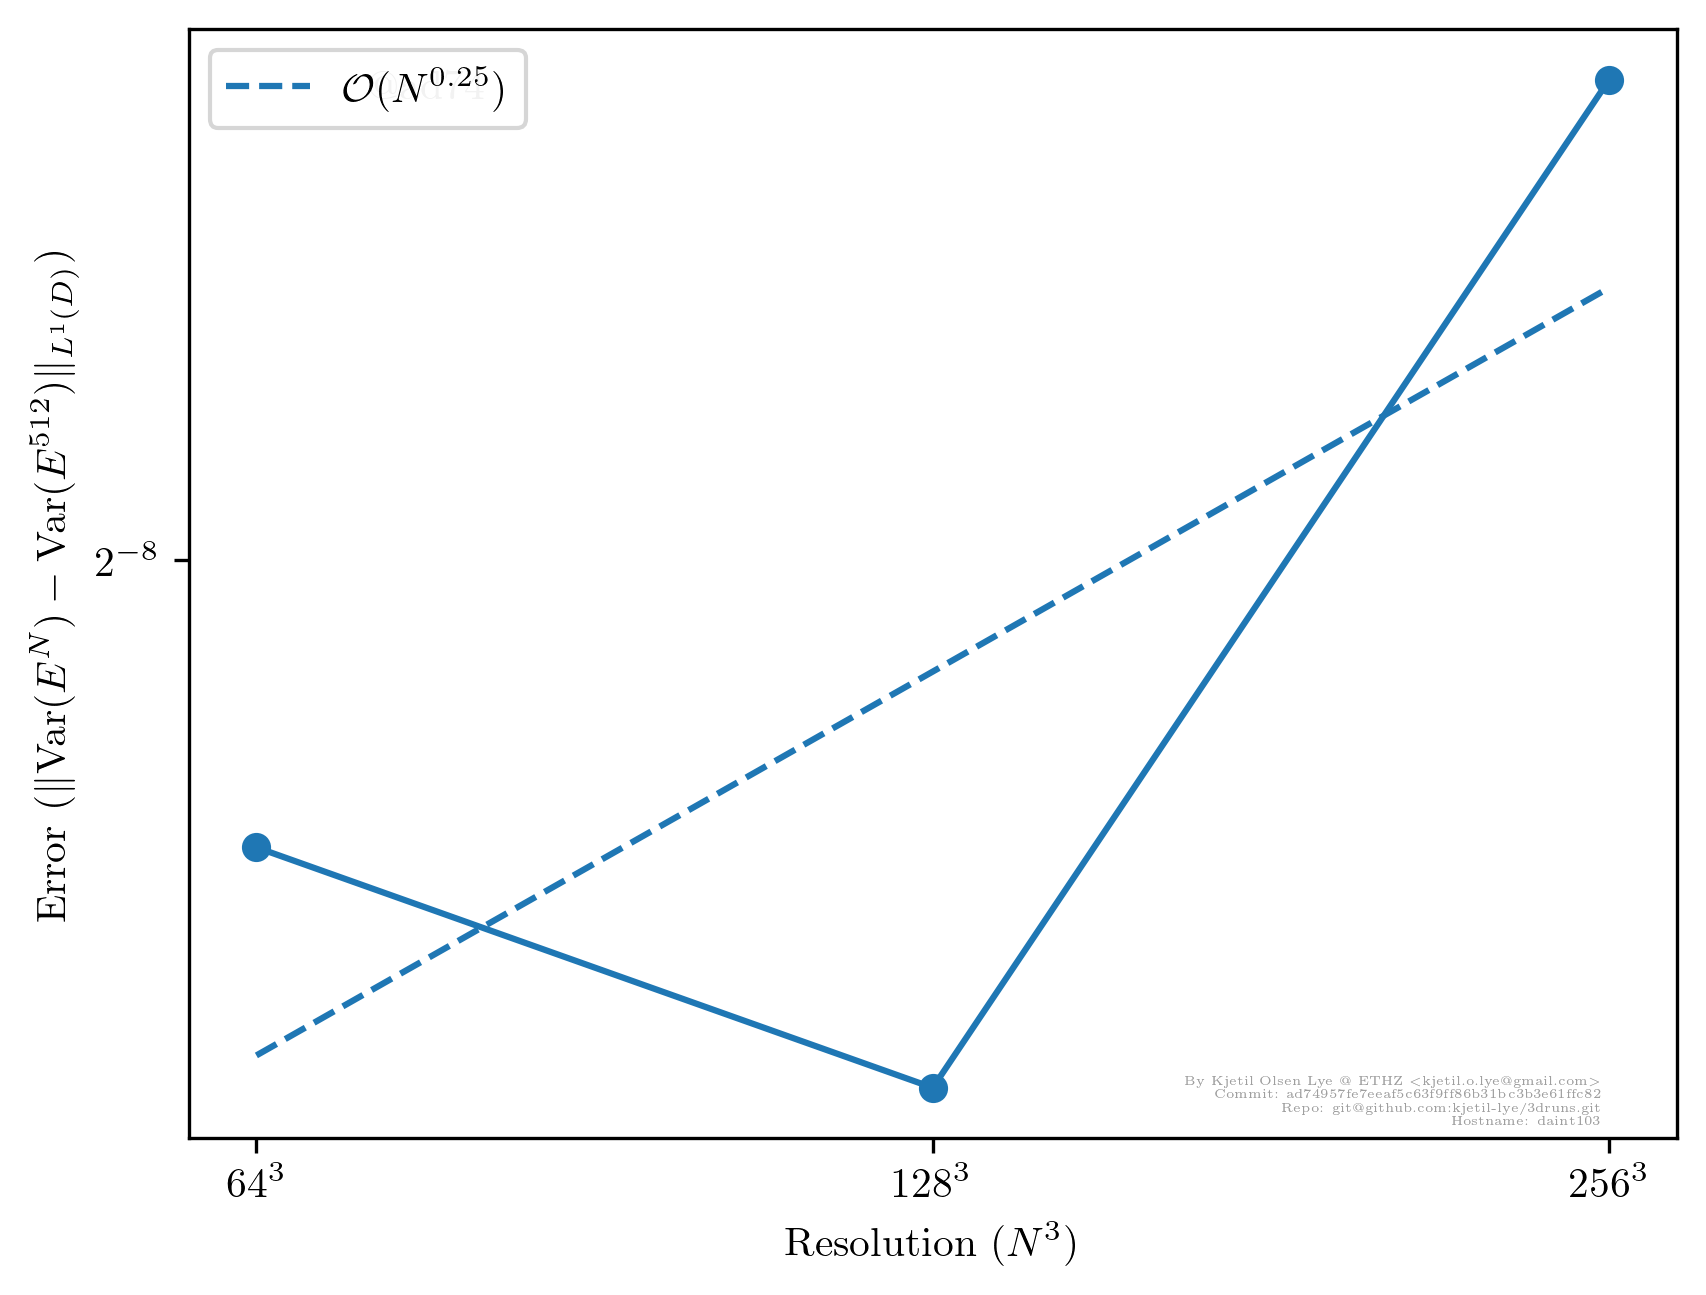 𝒪(N^0.25)
Error (||Var(E^N) − Var(E^512)||_L^1(D))
2^−8
By Kjetil Olsen Lye @ ETHZ <kjetil.o.lye@gmail.com>
Commit: ad74957fe7eeaf5c63f9ff86b31bc3b3e61ffc82
Repo: git@github.com:kjetil-lye/3druns.git
Hostname: daint103
64^3 128^3 256^3
Resolution (N^3)